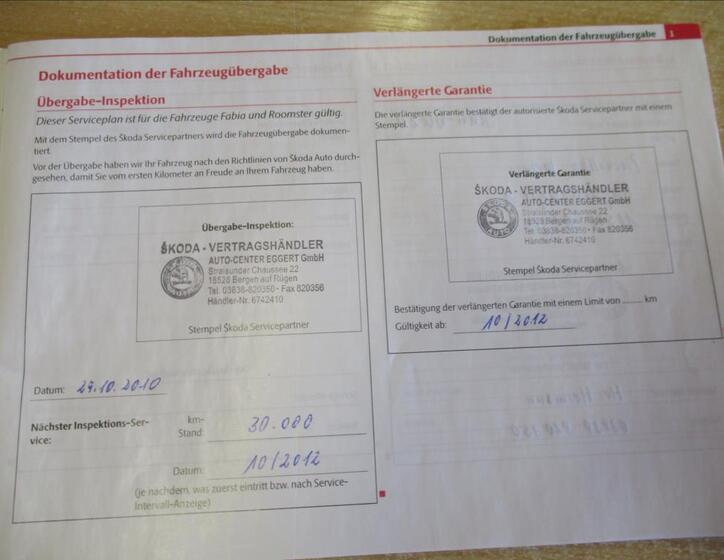 Dokumentation der Fahrzeugübergabe 1
Dokumentation der Fahrzeugübergabe
Übergabe-Inspektion
Dieser Serviceplan ist für die Fahrzeuge Fabia und Roomster gültig.
Mit dem Stempel des Škoda Servicepartners wird die Fahrzeugübergabe dokumen-
tiert.
Vor der Übergabe haben wir Ihr Fahrzeug nach den Richtlinien von Škoda Auto durch-
gesehen, damit Sie vom ersten Kilometer an Freude an Ihrem Fahrzeug haben.
Übergabe-Inspektion:
ŠKODA - VERTRAGSHÄNDLER
AUTO-CENTER EGGERT GmbH
Stralsunder Chaussee 22
18528 Bergen auf Rügen
Tel. 03838-820350 • Fax 820356
Händler-Nr. 6742410
Stempel Škoda Servicepartner
Datum: 29.10.2010
Nächster Inspektions-Ser-
vice:
km-
Stand: 30.000
Datum: 10/2012
(je nachdem, was zuerst eintritt bzw. nach Service-
Intervall-Anzeige)
Verlängerte Garantie
Die verlängerte Garantie bestätigt der autorisierte Škoda Servicepartner mit einem
Stempel.
Verlängerte Garantie
ŠKODA - VERTRAGSHÄNDLER
AUTO-CENTER EGGERT GmbH
Stralsunder Chaussee 22
18528 Bergen auf Rügen
Tel. 03838-820350 • Fax 820356
Händler-Nr. 6742410
Stempel Škoda Servicepartner
Bestätigung der verlängerten Garantie mit einem Limit von ........ km
Gültigkeit ab: 10/2012